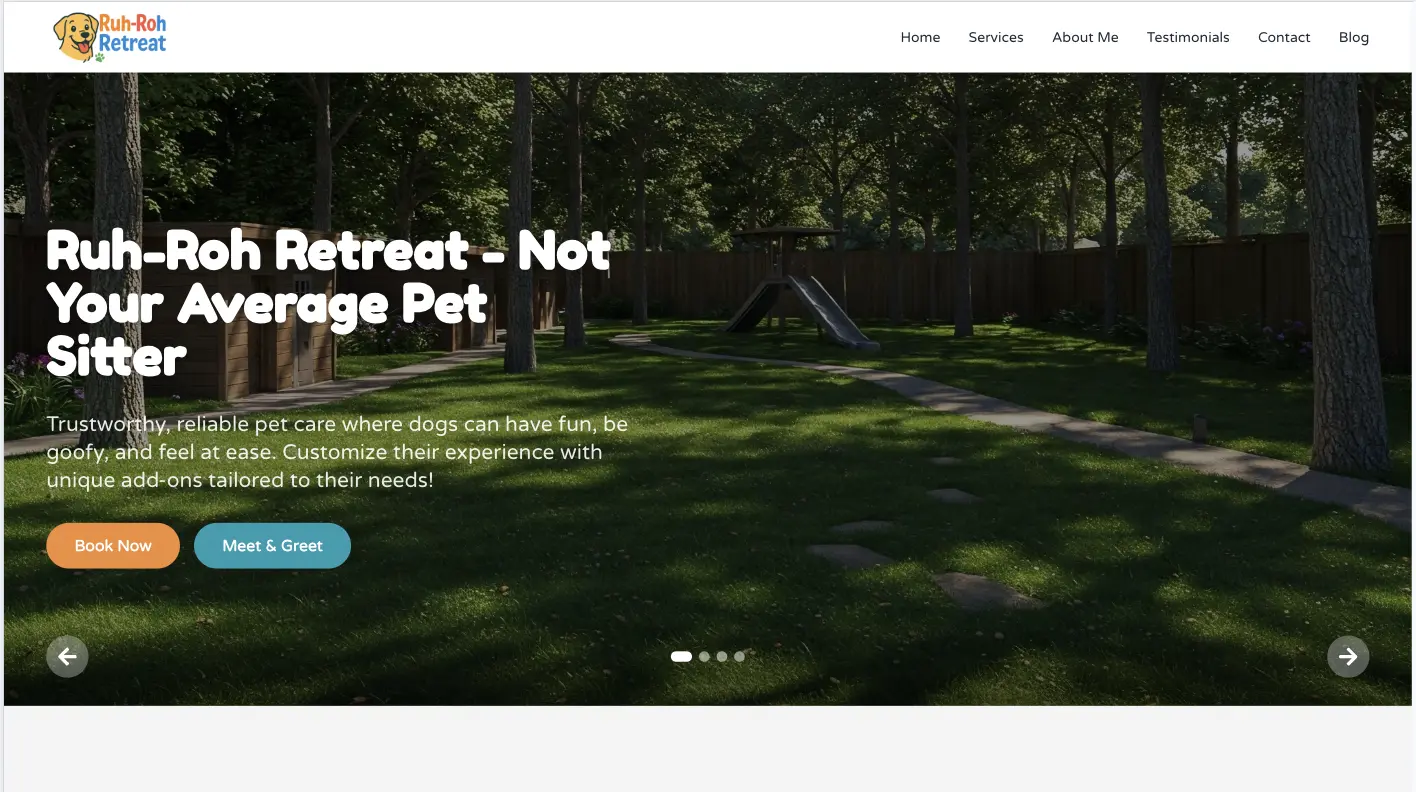 Ruh-Roh
Retreat
Home Services About Me Testimonials Contact Blog
Ruh-Roh Retreat - Not
Your Average Pet
Sitter
Trustworthy, reliable pet care where dogs can have fun, be
goofy, and feel at ease. Customize their experience with
unique add-ons tailored to their needs!
Book Now Meet & Greet